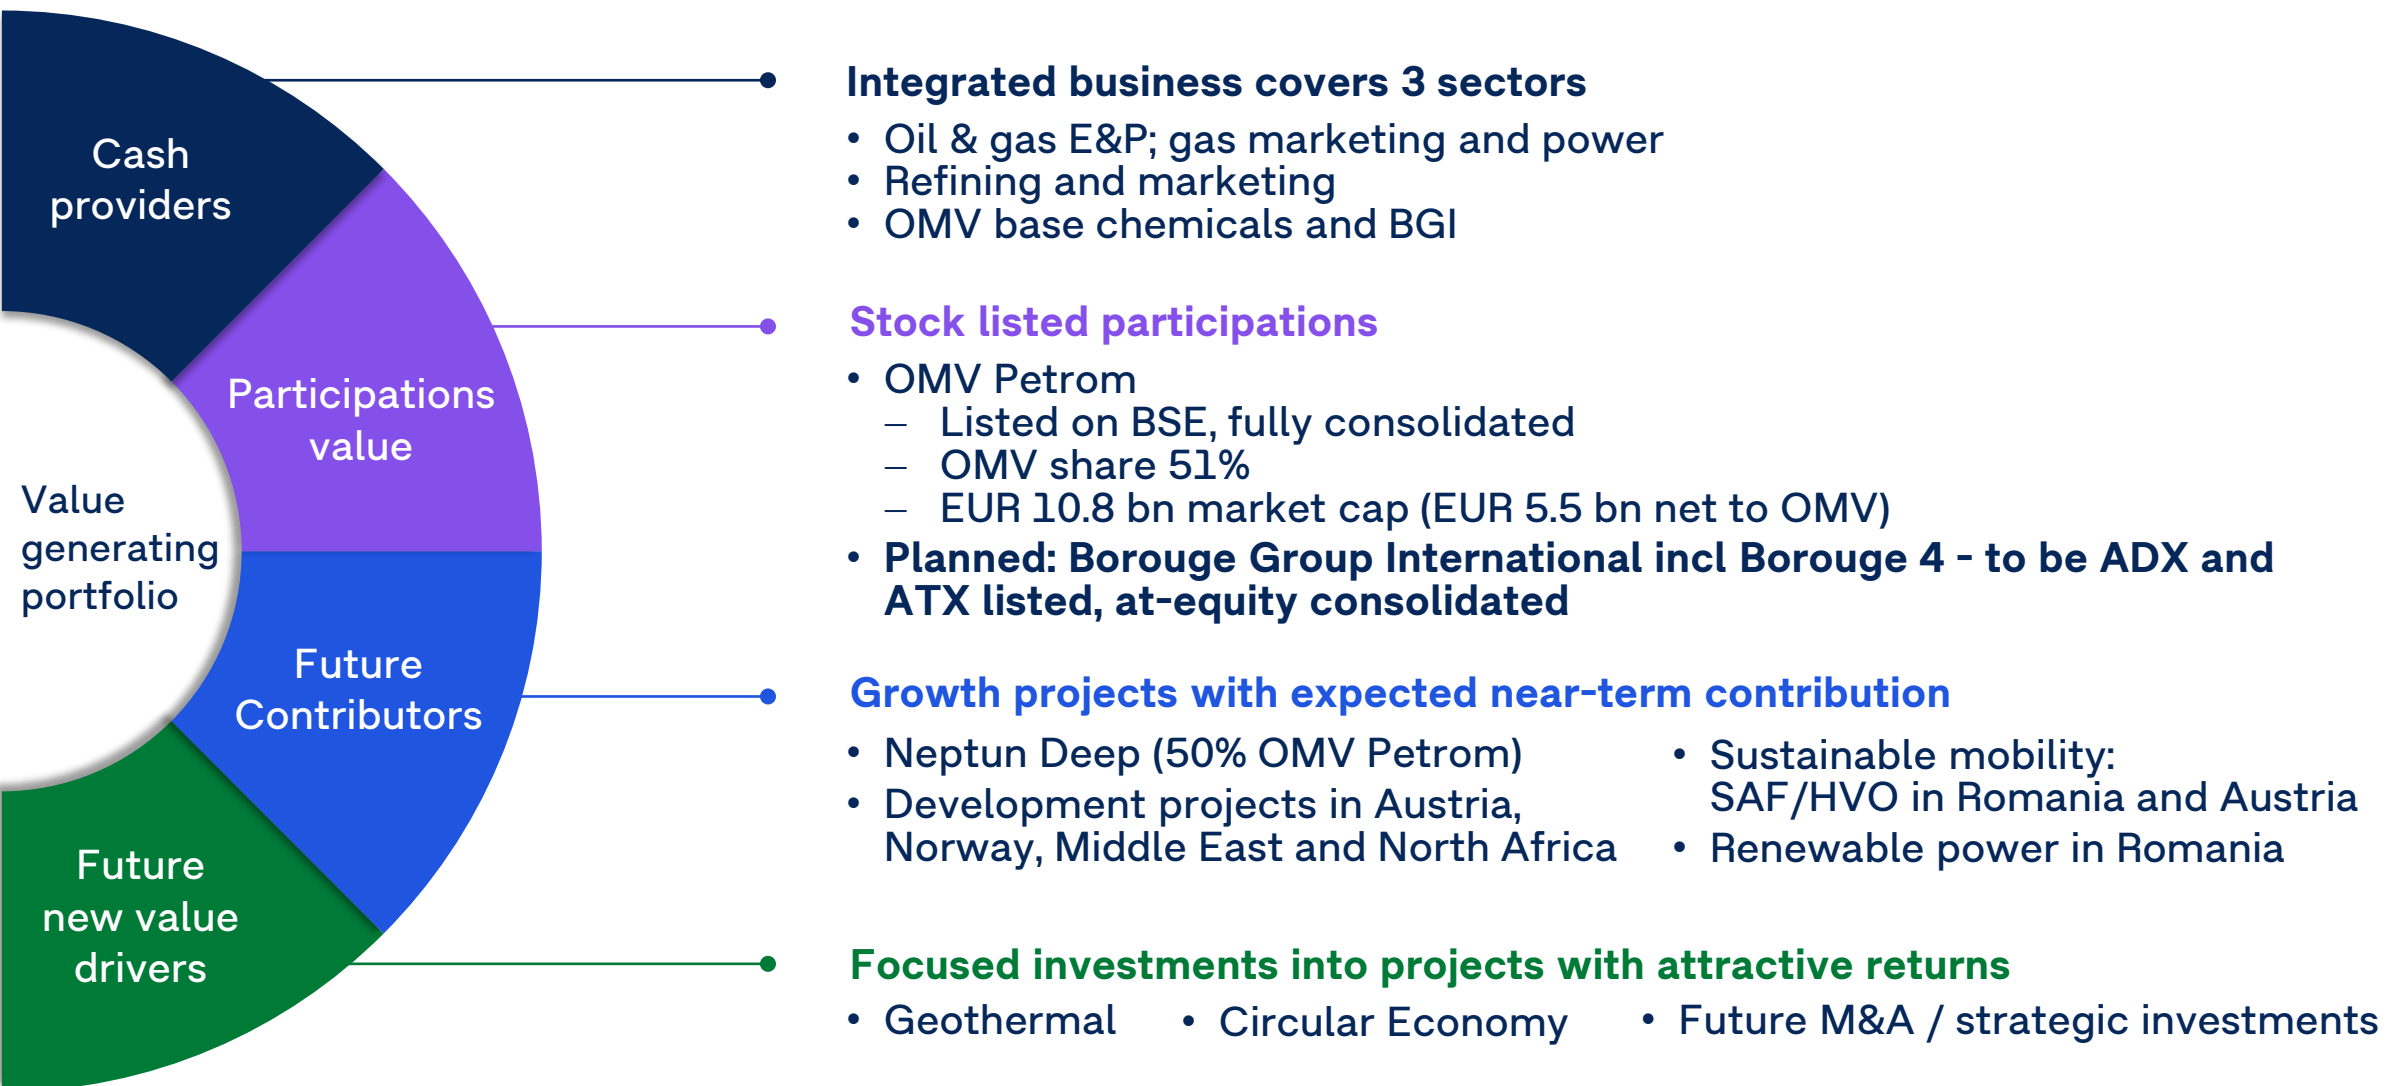 Cash
providers
Participations
value
Value
generating
portfolio
Future
Contributors
Future
new value
drivers
Integrated business covers 3 sectors
• Oil & gas E&P; gas marketing and power
• Refining and marketing
• OMV base chemicals and BGI
Stock listed participations
• OMV Petrom
– Listed on BSE, fully consolidated
– OMV share 51%
– EUR 10.8 bn market cap (EUR 5.5 bn net to OMV)
• Planned: Borouge Group International incl Borouge 4 - to be ADX and
ATX listed, at-equity consolidated
Growth projects with expected near-term contribution
• Neptun Deep (50% OMV Petrom)
• Development projects in Austria,
Norway, Middle East and North Africa
• Sustainable mobility:
SAF/HVO in Romania and Austria
• Renewable power in Romania
Focused investments into projects with attractive returns
• Geothermal
• Circular Economy
• Future M&A / strategic investments